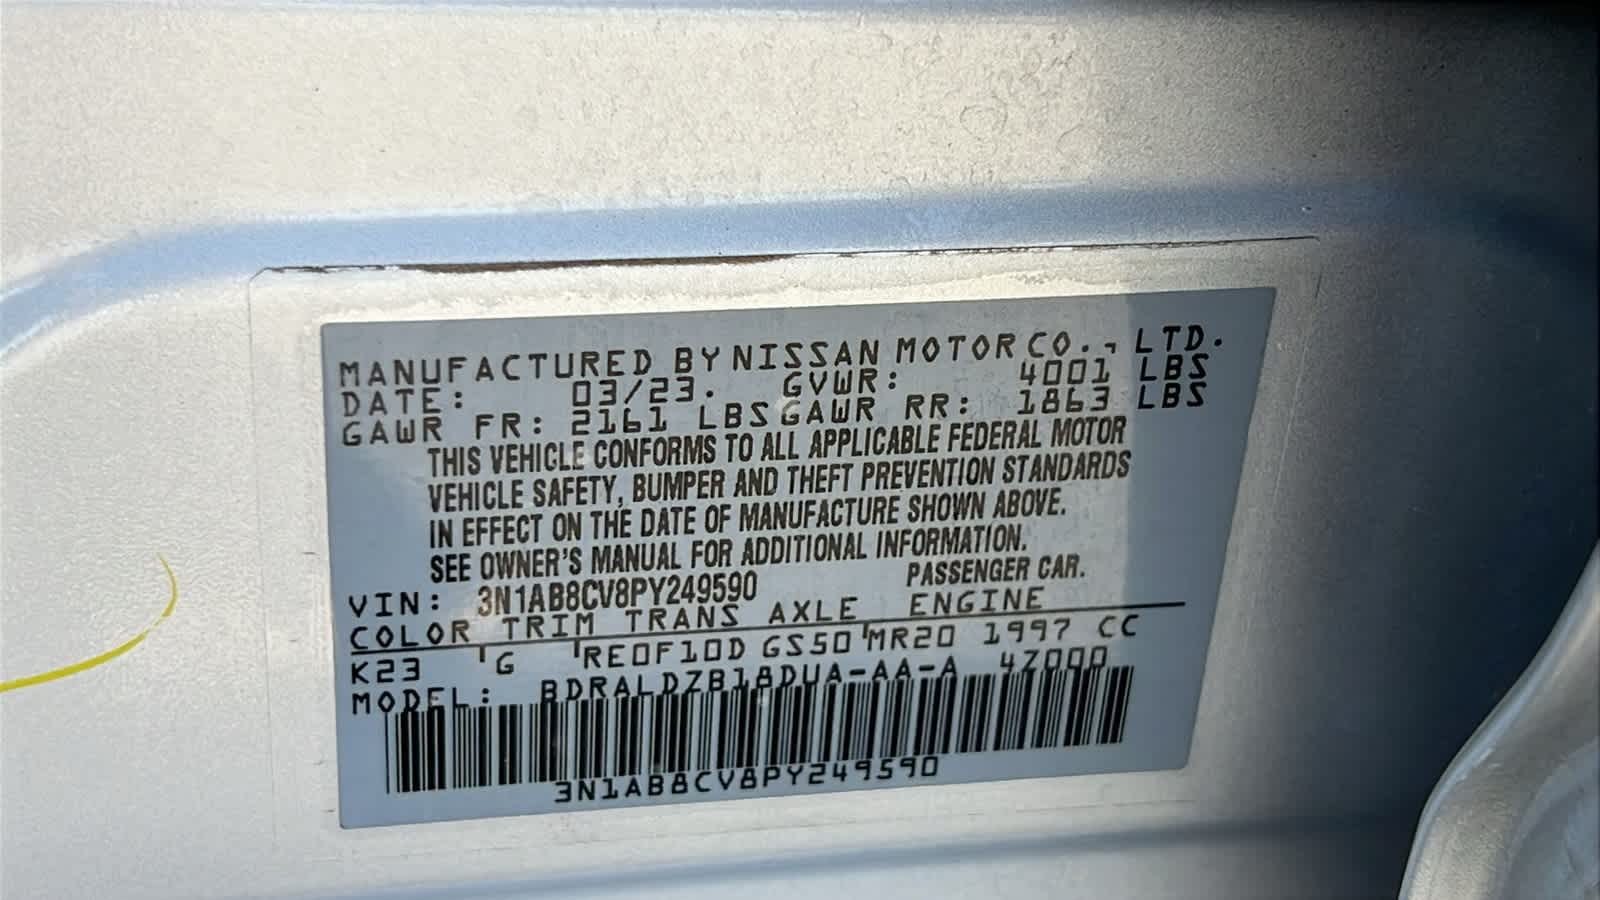 MANUFACTURED BY NISSAN MOTOR CO., LTD.
DATE: 03/23. GVWR: 4001 LBS
GAWR FR: 2161 LBS GAWR RR: 1863 LBS
THIS VEHICLE CONFORMS TO ALL APPLICABLE FEDERAL MOTOR
VEHICLE SAFETY, BUMPER AND THEFT PREVENTION STANDARDS
IN EFFECT ON THE DATE OF MANUFACTURE SHOWN ABOVE.
SEE OWNER'S MANUAL FOR ADDITIONAL INFORMATION.
VIN: 3N1AB8CV8PY249590 PASSENGER CAR.
COLOR TRIM TRANS AXLE ENGINE
K23 G RE0F10D GS50 MR20 1997 CC
MODEL: BDRALDZB18DUA-AA-A 4Z000
3N1AB8CV8PY249590